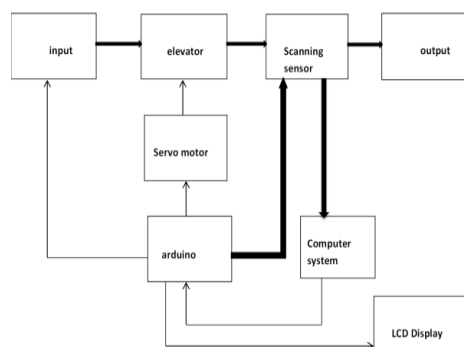 input
elevator
Scanning
sensor
output
Servo motor
arduino
Computer
system
LCD Display